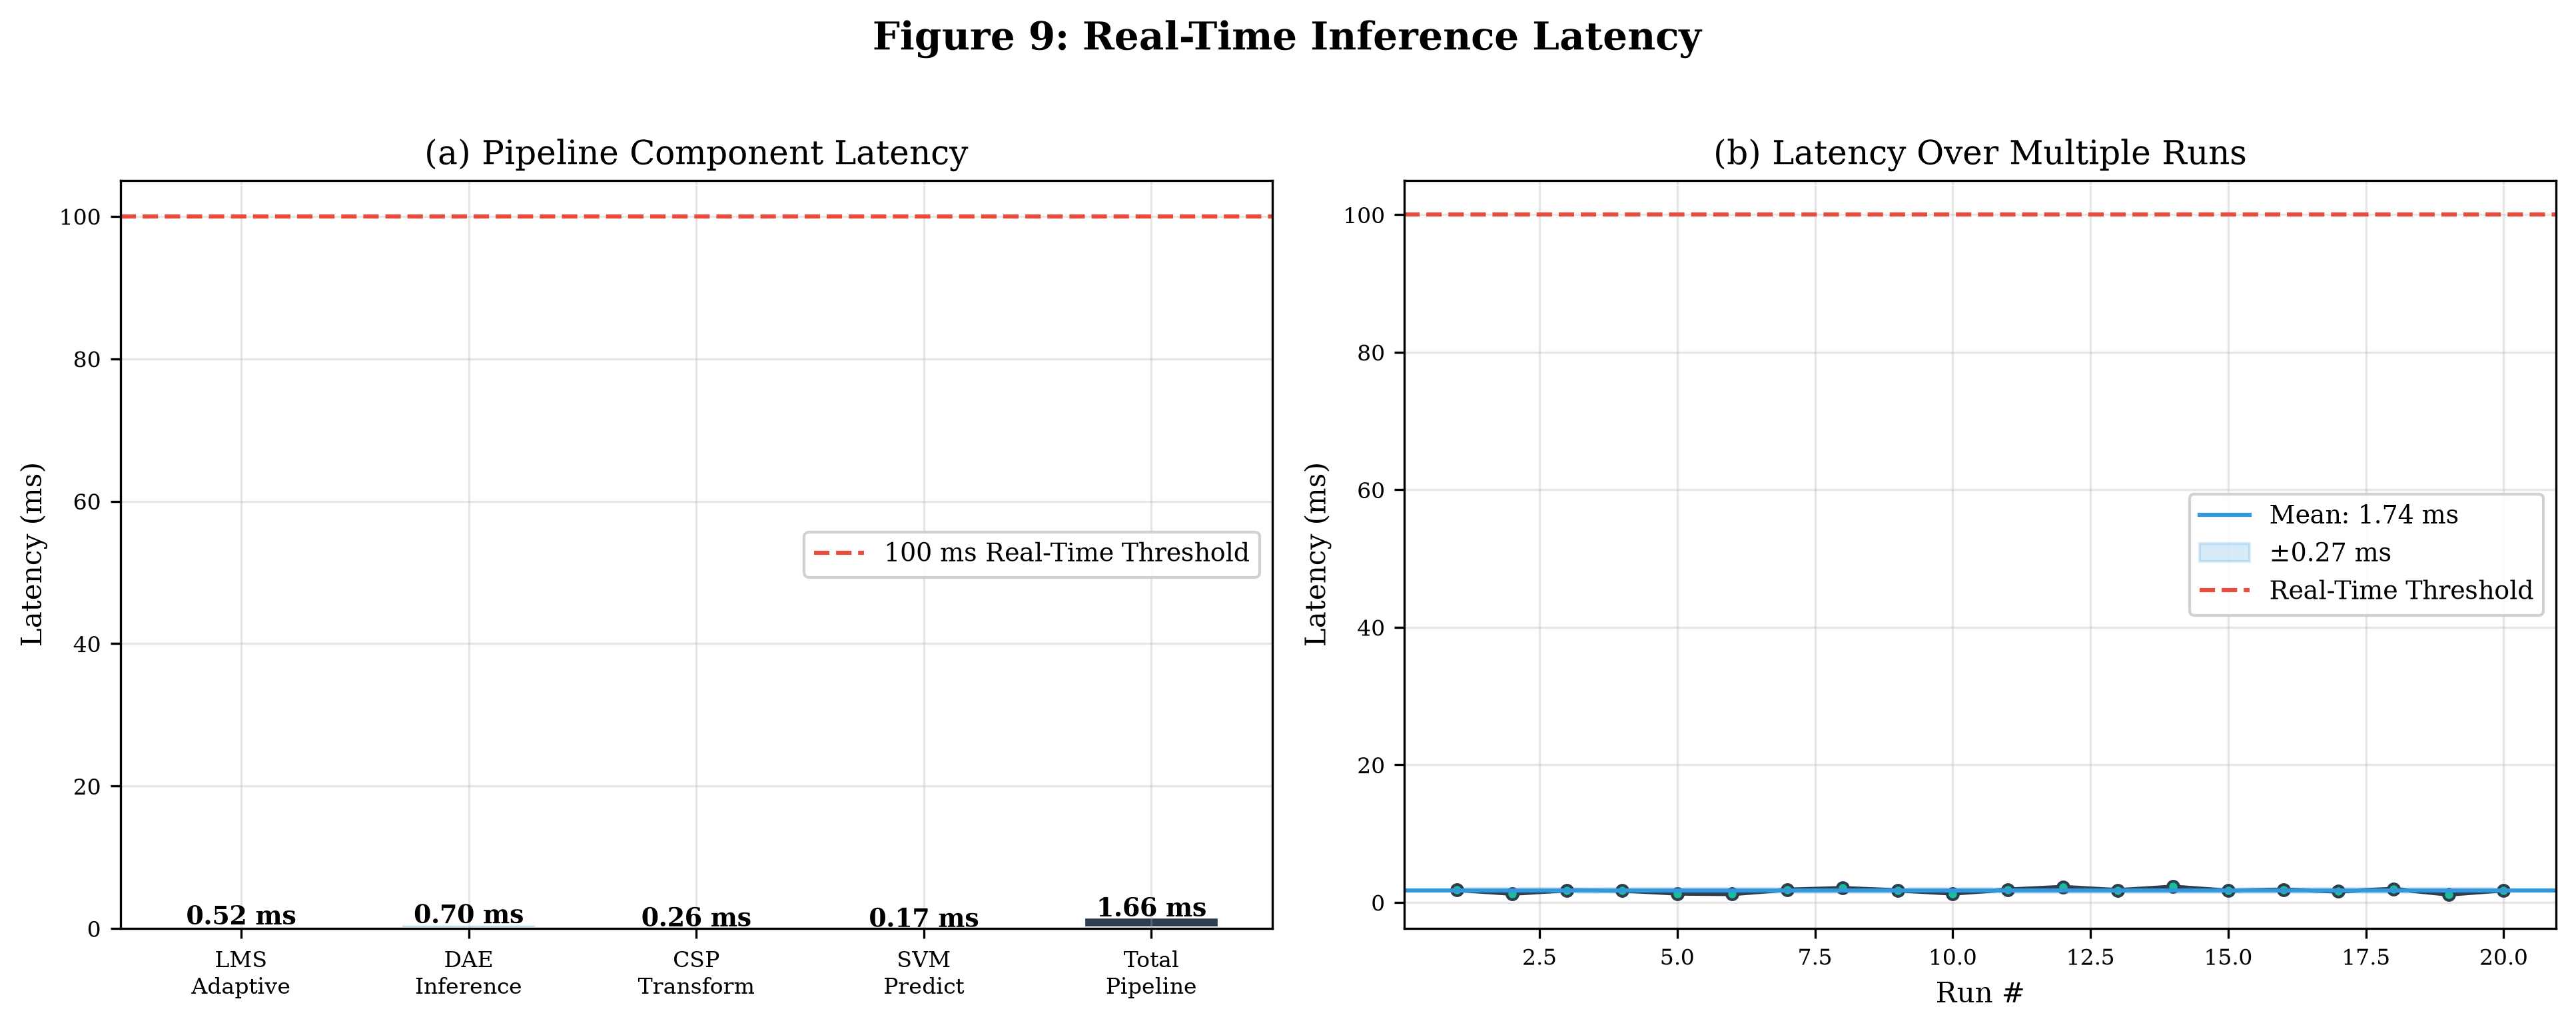 Figure 9: Real-Time Inference Latency
(a) Pipeline Component Latency
Latency (ms)
100
80
60
40
20
0
100 ms Real-Time Threshold
0.52 ms
0.70 ms
0.26 ms
0.17 ms
1.66 ms
LMS
Adaptive
DAE
Inference
CSP
Transform
SVM
Predict
Total
Pipeline
(b) Latency Over Multiple Runs
Latency (ms)
100
80
60
40
20
0
Mean: 1.74 ms
±0.27 ms
Real-Time Threshold
2.5
5.0
7.5
10.0
12.5
15.0
17.5
20.0
Run #